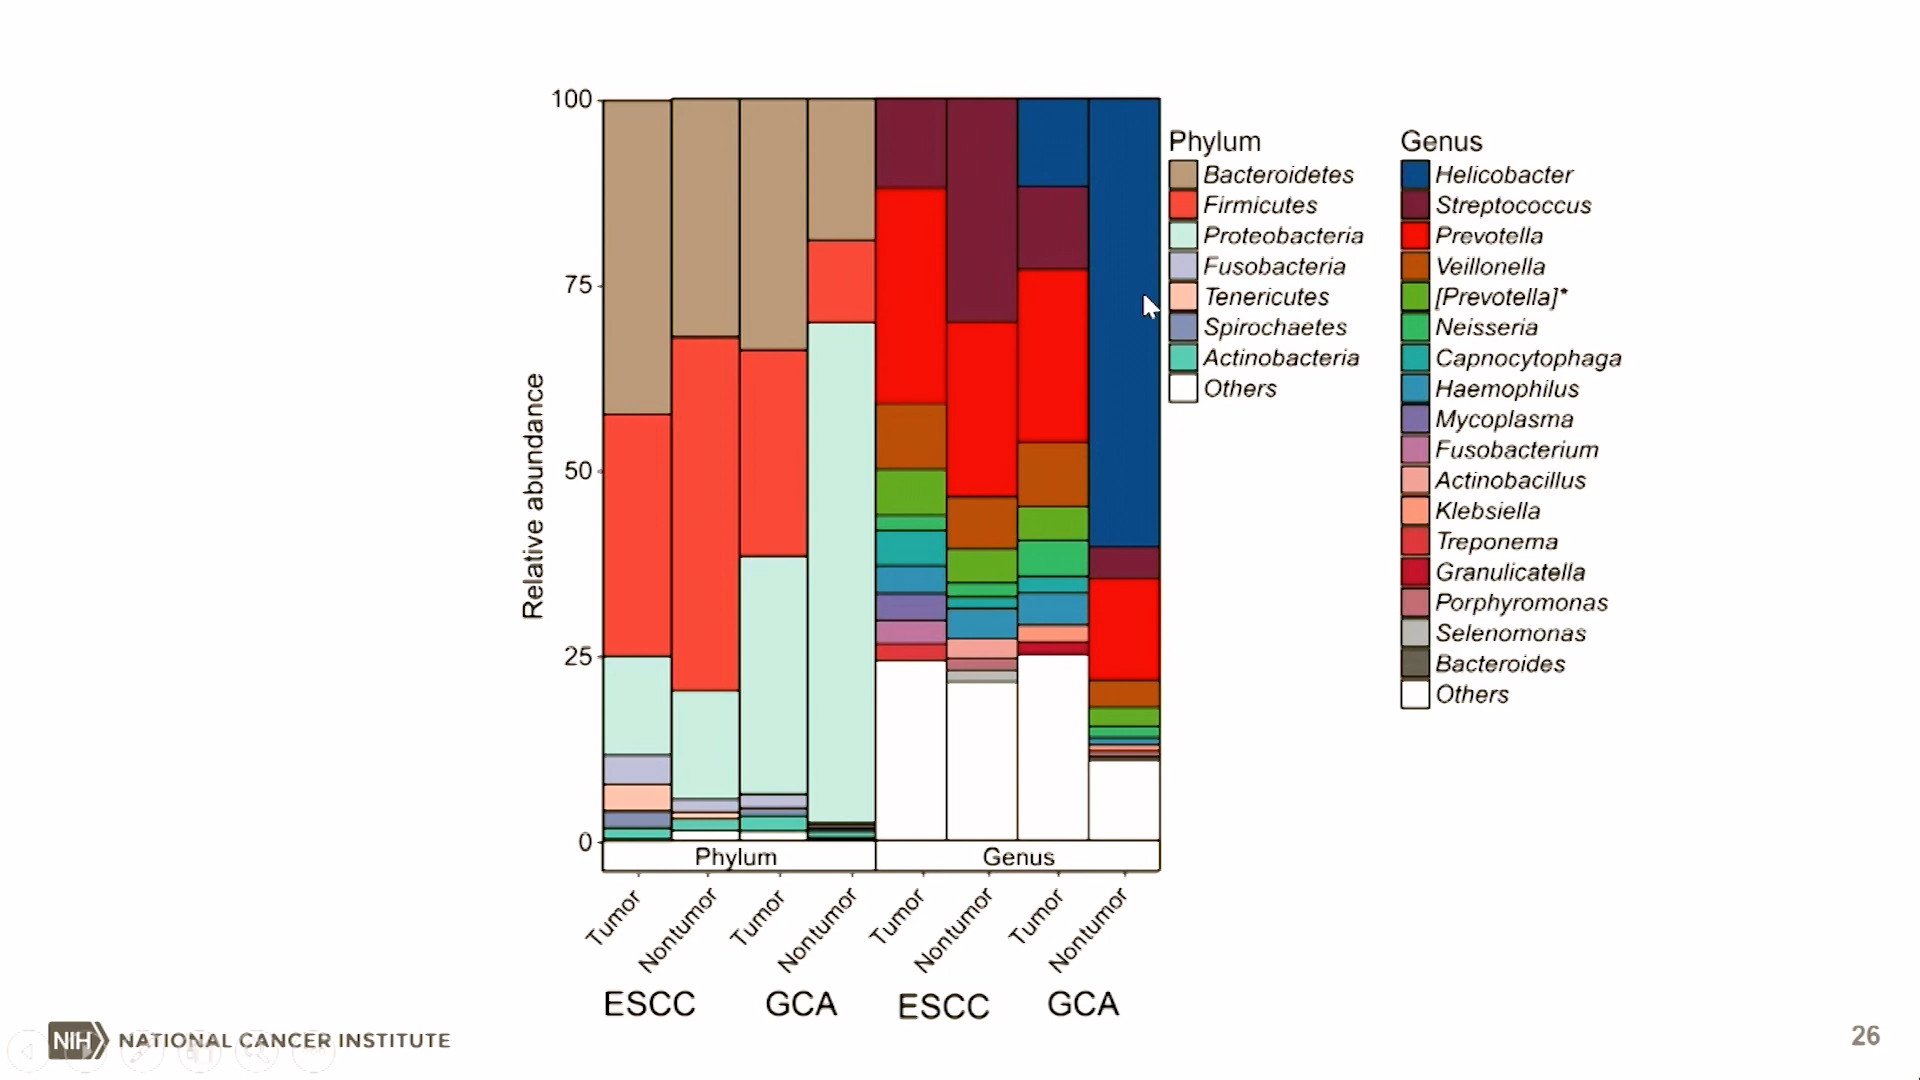 100
75
50
25
0
Relative abundance
Phylum
Genus
Tumor
Nontumor
Tumor
Nontumor
Tumor
Nontumor
Tumor
Nontumor
ESCC
GCA
ESCC
GCA
Phylum
Bacteroidetes
Firmicutes
Proteobacteria
Fusobacteria
Tenericutes
Spirochaetes
Actinobacteria
Others
Genus
Helicobacter
Streptococcus
Prevotella
Veillonella
[Prevotella]*
Neisseria
Capnocytophaga
Haemophilus
Mycoplasma
Fusobacterium
Actinobacillus
Klebsiella
Treponema
Granulicatella
Porphyromonas
Selenomonas
Bacteroides
Others
NIH NATIONAL CANCER INSTITUTE
26